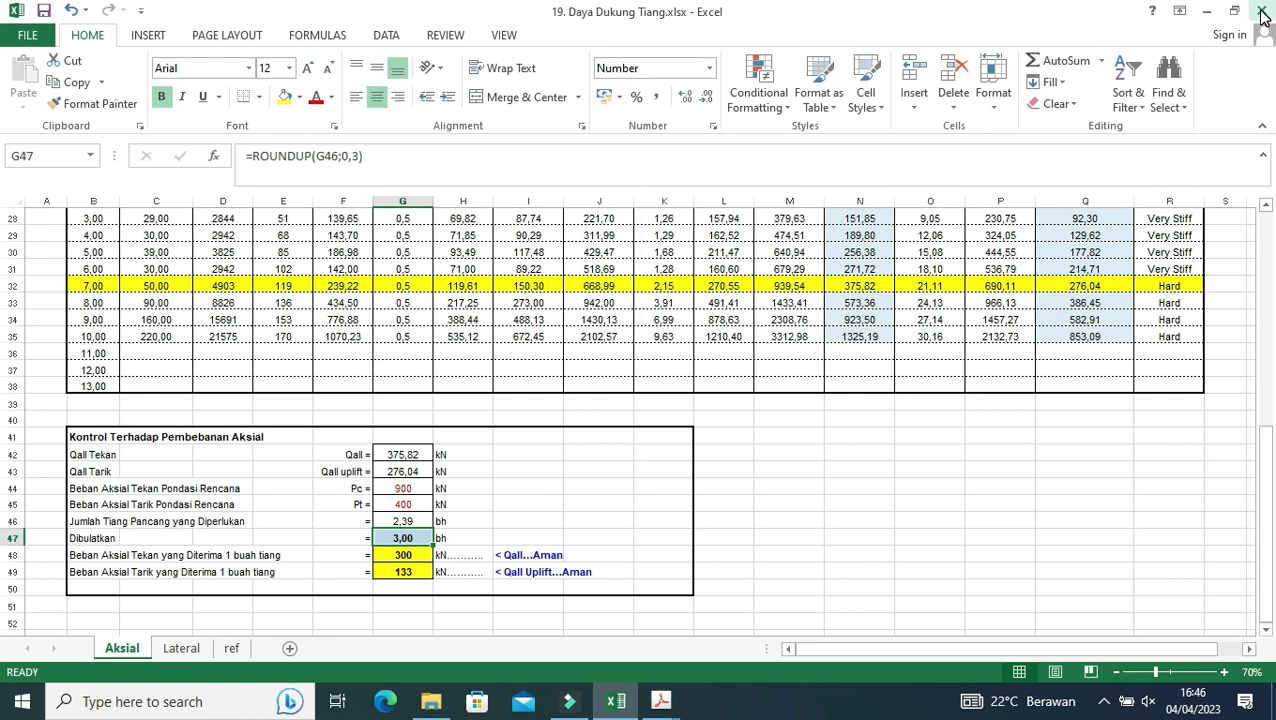 19. Daya Dukung Tiang.xlsx - Excel
FILE HOME INSERT PAGE LAYOUT FORMULAS DATA REVIEW VIEW Sign in
Paste Cut Copy Format Painter Clipboard
Arial 12 B I U Font
Wrap Text Merge & Center Alignment
Number % Number
Conditional Formatting Format as Table Cell Styles Styles
Insert Delete Format Cells
AutoSum Fill Clear Sort & Filter Find & Select Editing
G47 fx =ROUNDUP(G46;0,3)
A B C D E F G H I J K L M N O P Q R S
28 3,00 29,00 2844 51 139,65 0,5 69,82 87,74 221,70 1,26 157,94 379,63 151,85 9,05 230,75 92,30 Very Stiff
29 4,00 30,00 2942 68 143,70 0,5 71,85 90,29 311,99 1,29 162,52 474,51 189,80 12,06 324,05 129,62 Very Stiff
30 5,00 39,00 3825 85 186,98 0,5 93,49 117,48 429,47 1,68 211,47 640,94 256,38 15,08 444,55 177,82 Very Stiff
31 6,00 30,00 2942 102 142,00 0,5 71,00 89,22 518,69 1,28 160,60 679,29 271,72 18,10 536,79 214,71 Very Stiff
32 7,00 50,00 4903 119 239,22 0,5 119,61 150,30 668,99 2,15 270,55 939,54 375,82 21,11 690,11 276,04 Hard
33 8,00 90,00 8826 136 434,50 0,5 217,25 273,00 942,00 3,91 491,41 1433,41 573,36 24,13 966,13 386,45 Hard
34 9,00 160,00 15691 153 776,88 0,5 388,44 488,13 1430,13 6,99 878,63 2308,76 923,50 27,14 1457,27 582,91 Hard
35 10,00 220,00 21575 170 1070,23 0,5 535,12 672,45 2102,57 9,63 1210,40 3312,98 1325,19 30,16 2132,73 853,09 Hard
36 11,00
37 12,00
38 13,00
39
40
41 Kontrol Terhadap Pembebanan Aksial
42 Qall Tekan Qall = 375,82 kN
43 Qall Tarik Qall uplift = 276,04 kN
44 Beban Aksial Tekan Pondasi Rencana Pc = 900 kN
45 Beban Aksial Tarik Pondasi Rencana Pt = 400 kN
46 Jumlah Tiang Pancang yang Diperlukan = 2,39 bh
47 Dibulatkan = 3,00 bh
48 Beban Aksial Tekan yang Diterima 1 buah tiang = 300 kN........... < Qall...Aman
49 Beban Aksial Tarik yang Diterima 1 buah tiang = 133 kN........... < Qall Uplift...Aman
50
51
52
Aksial Lateral ref
READY 70%
Type here to search 22°C Berawan 16:46
04/04/2023